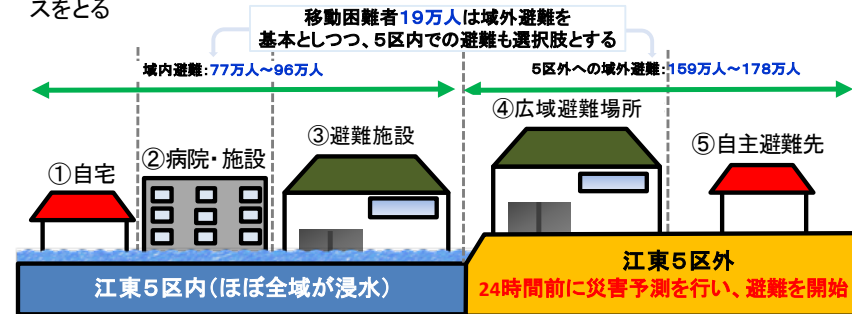 スをとる
移動困難者19万人は域外避難を
基本としつつ、5区内での避難も選択肢とする
域内避難:77万人～96万人
5区外への域外避難:159万人～178万人
①自宅
②病院・施設
③避難施設
④広域避難場所
⑤自主避難先
江東5区内(ほぼ全域が浸水)
江東5区外
24時間前に災害予測を行い、避難を開始